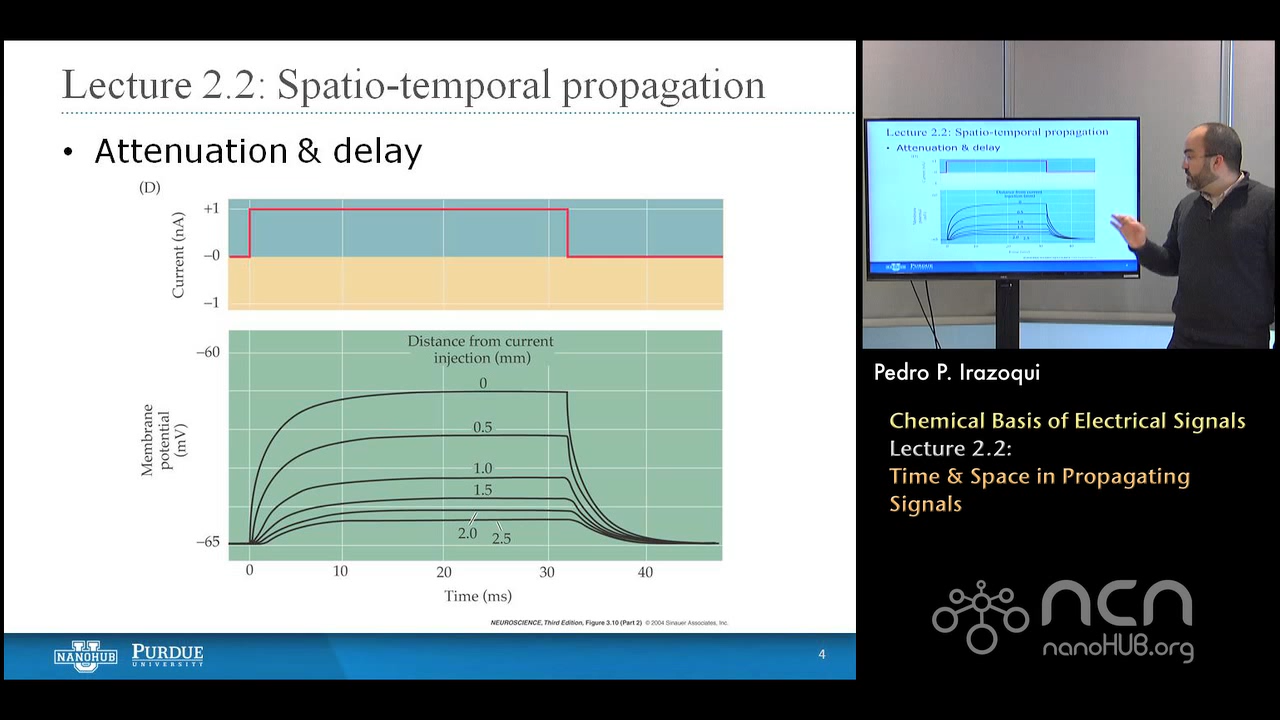 Lecture 2.2: Spatio-temporal propagation
• Attenuation & delay
(D)
Current (nA)
+1
–0
–1
Membrane
potential
(mV)
–60
–65
Distance from current
injection (mm)
0
0.5
1.0
1.5
2.0
2.5
0 10 20 30 40
Time (ms)
NEUROSCIENCE, Third Edition, Figure 3.10 (Part 2) © 2004 Sinauer Associates, Inc.
NANOHUB
U
PURDUE
UNIVERSITY
4
Lecture 2.2: Spatio-temporal propagation
• Attenuation & delay
NANOHUB PURDUE
Pedro P. Irazoqui
Chemical Basis of Electrical Signals
Lecture 2.2:
Time & Space in Propagating
Signals
ncn
nanoHUB.org